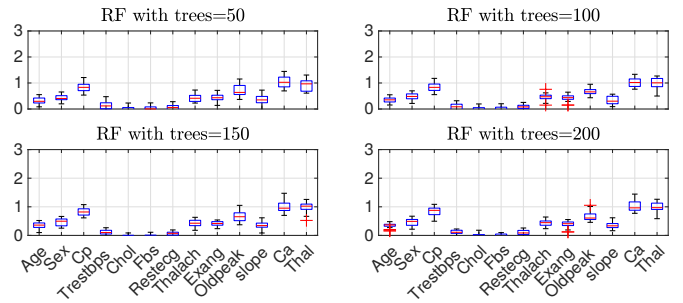 RF with trees=50
RF with trees=100
3
2
1
0
3
2
1
0
RF with trees=150
RF with trees=200
3
2
1
0
3
2
1
0
Age Sex Cp Trestbps Chol Fbs Restecg Thalach Exang Oldpeak slope Ca Thal
Age Sex Cp Trestbps Chol Fbs Restecg Thalach Exang Oldpeak slope Ca Thal